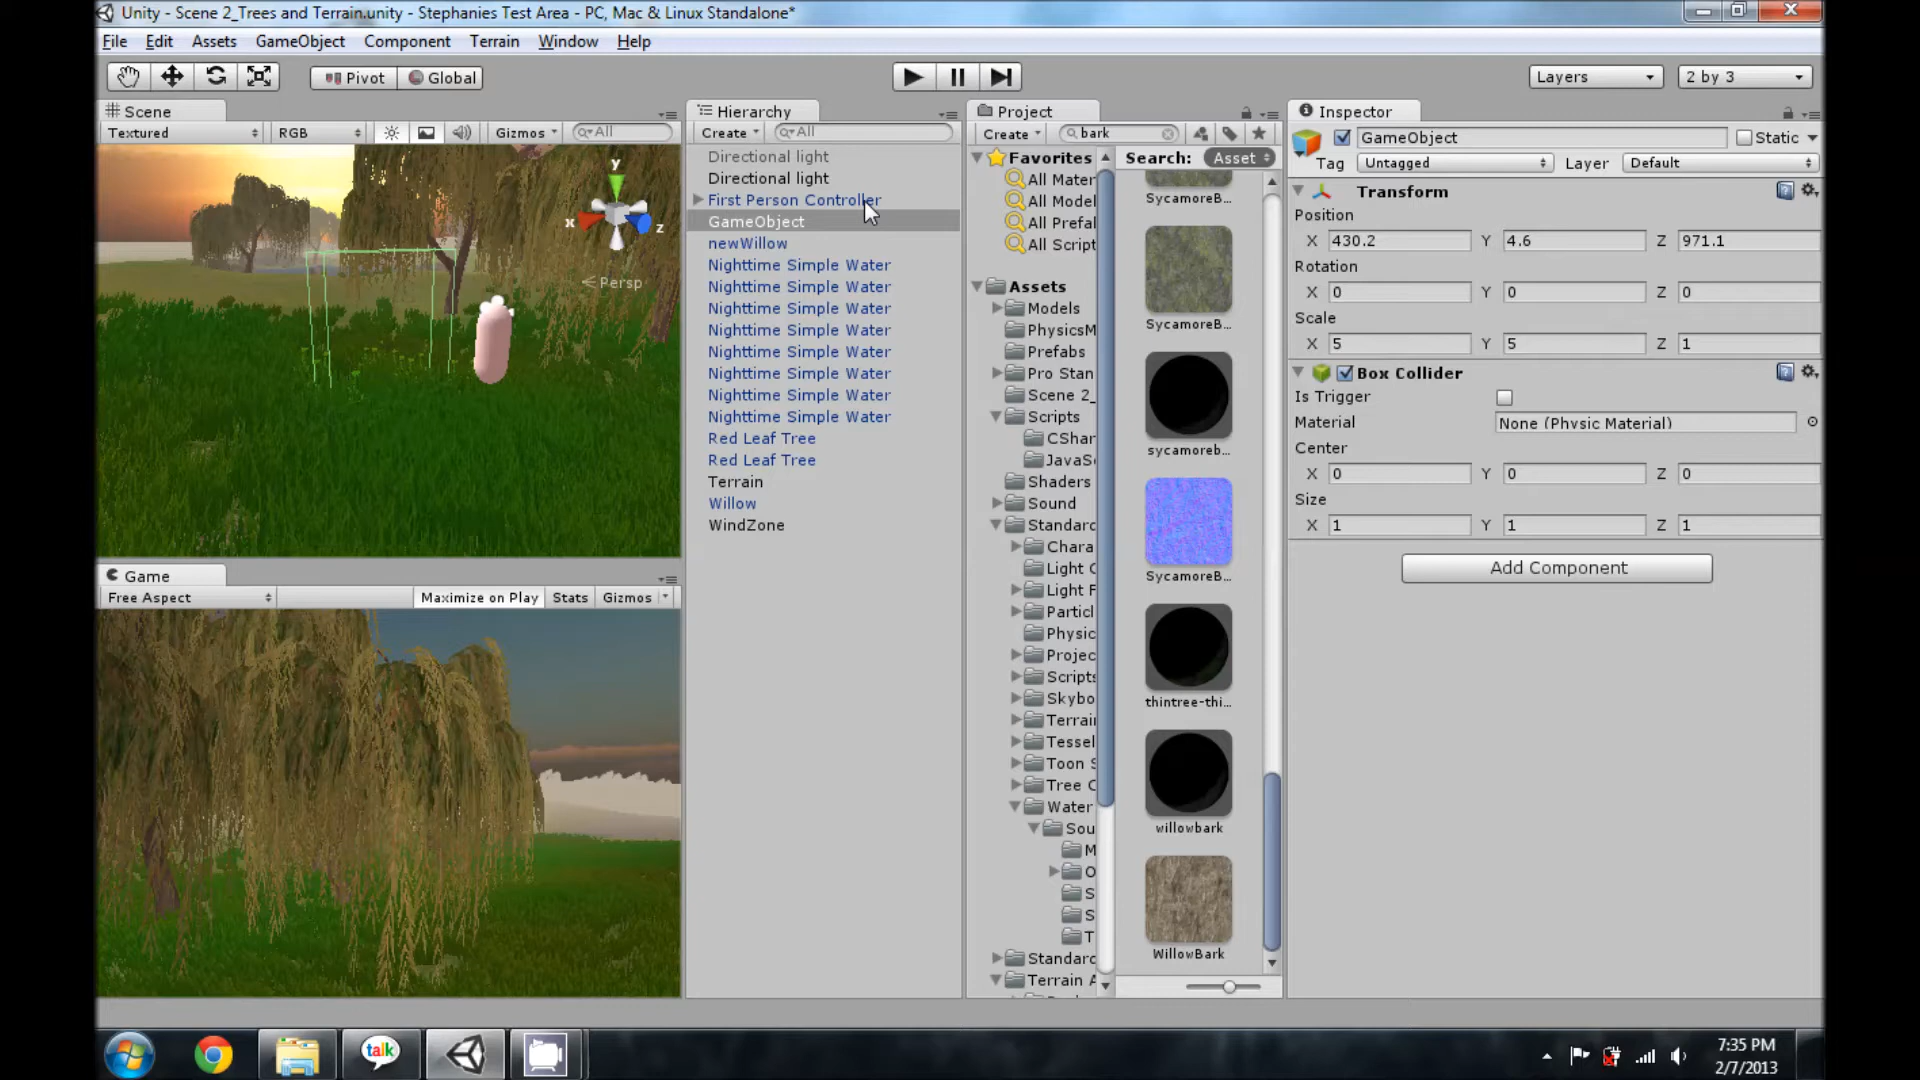 Unity - Scene 2_Trees and Terrain.unity - Stephanies Test Area - PC, Mac & Linux Standalone*
File Edit Assets GameObject Component Terrain Window Help
Pivot Global Layers 2 by 3
Scene
Textured RGB Gizmos All
y
x
z
Persp
Game
Free Aspect Maximize on Play Stats Gizmos
Hierarchy
Create All
Directional light
Directional light
First Person Controller
GameObject
newWillow
Nighttime Simple Water
Nighttime Simple Water
Nighttime Simple Water
Nighttime Simple Water
Nighttime Simple Water
Nighttime Simple Water
Nighttime Simple Water
Nighttime Simple Water
Red Leaf Tree
Red Leaf Tree
Terrain
Willow
WindZone
Project
Create bark
Favorites
All Mater
All Model
All Prefal
All Script
Assets
Models
PhysicsM
Prefabs
Pro Stan
Scene 2_
Scripts
CShar
JavaSc
Shaders
Sound
Standarc
Chara
Light C
Light F
Particl
Physic
Projec
Scripts
Skybo
Terrain
Tessel
Toon S
Tree C
Water
Sou
M
O
S
S
T
Standarc
Terrain A
Search: Asset
SycamoreB...
SycamoreB...
sycamoreb...
SycamoreB...
thintree-thi...
willowbark
WillowBark
Inspector
GameObject Static
Tag Untagged Layer Default
Transform
Position
X 430.2 Y 4.6 Z 971.1
Rotation
X 0 Y 0 Z 0
Scale
X 5 Y 5 Z 1
Box Collider
Is Trigger
Material None (Physic Material)
Center
X 0 Y 0 Z 0
Size
X 1 Y 1 Z 1
Add Component
talk
7:35 PM
2/7/2013